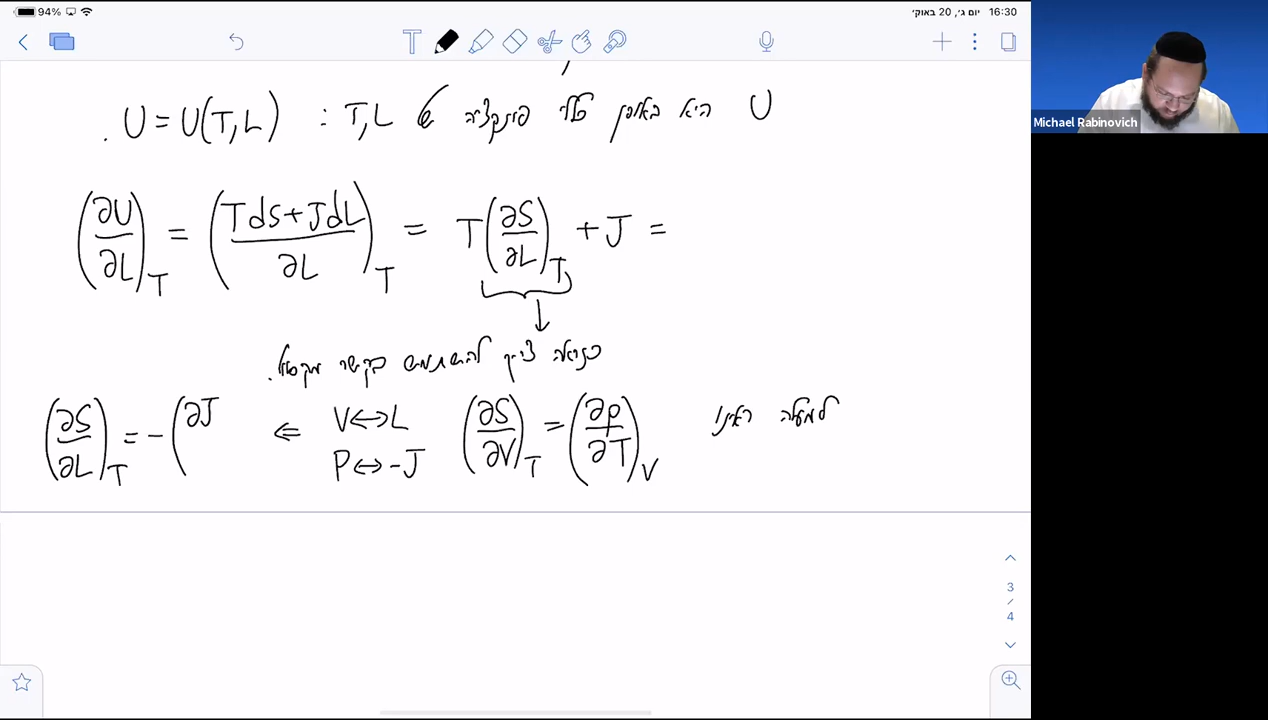 94%
16:30 יום ג׳, 20 באוק׳
Michael Rabinovich
U היא באופן כללי פונקציה של T,L : U = U(T,L) .
(∂U/∂L)_T = ((TdS+JdL)/∂L)_T = T(∂S/∂L)_T + J =
כנראה צריך להשתמש בקשר מקסוול.
למעלה ראינו (∂S/∂V)_T = (∂P/∂T)_V V↔L P↔-J ⇐ (∂S/∂L)_T = -(∂J
3
/
4